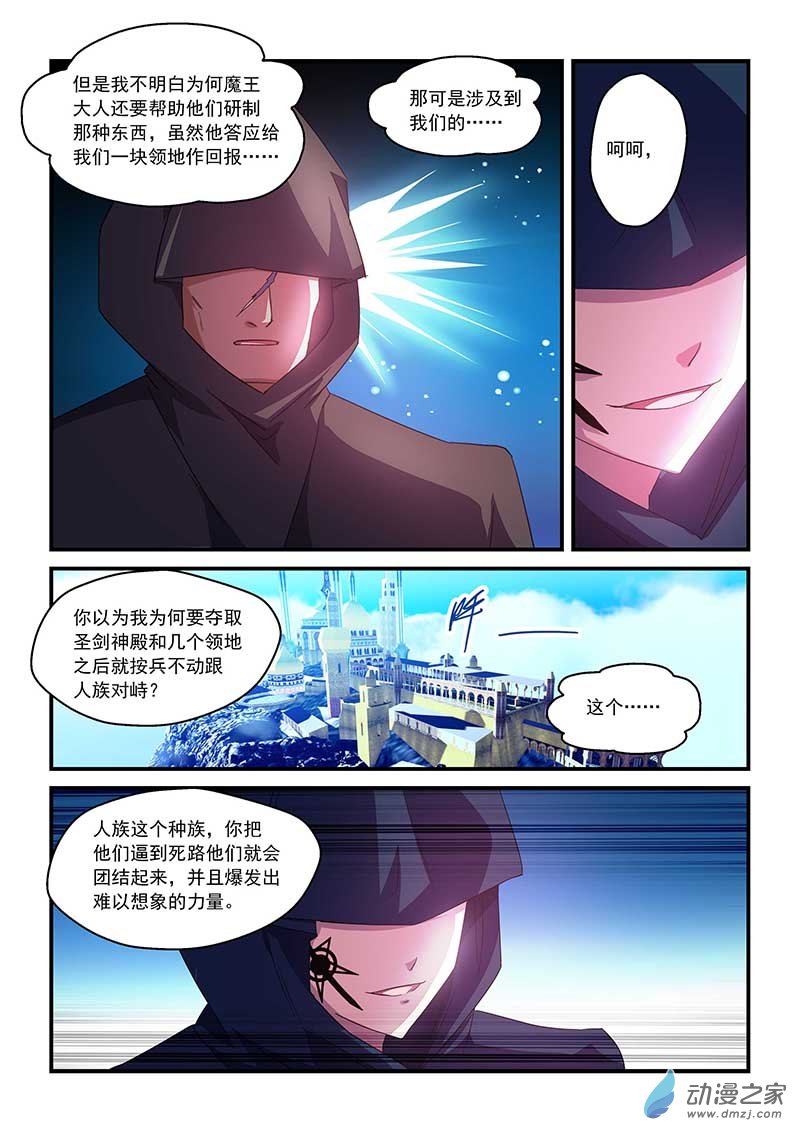 但是我不明白为何魔王
大人还要帮助他们研制
那种东西，虽然他答应给
我们一块领地作回报……
那可是涉及到
我们的……
呵呵，
你以为我为何要夺取
圣剑神殿和几个领地
之后就按兵不动跟
人族对峙？
这个……
人族这个种族，你把
他们逼到死路他们就会
团结起来，并且爆发出
难以想象的力量。
动漫之家
www.dmzj.com